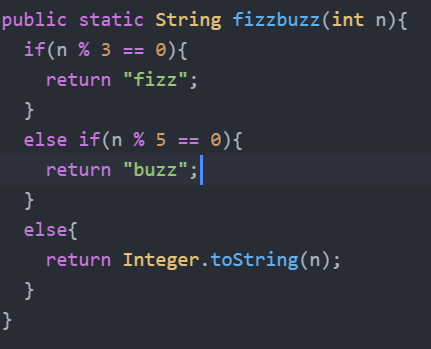 public static String fizzbuzz(int n){
  if(n % 3 == 0){
    return "fizz";
  }
  else if(n % 5 == 0){
    return "buzz";
  }
  else{
    return Integer.toString(n);
  }
}